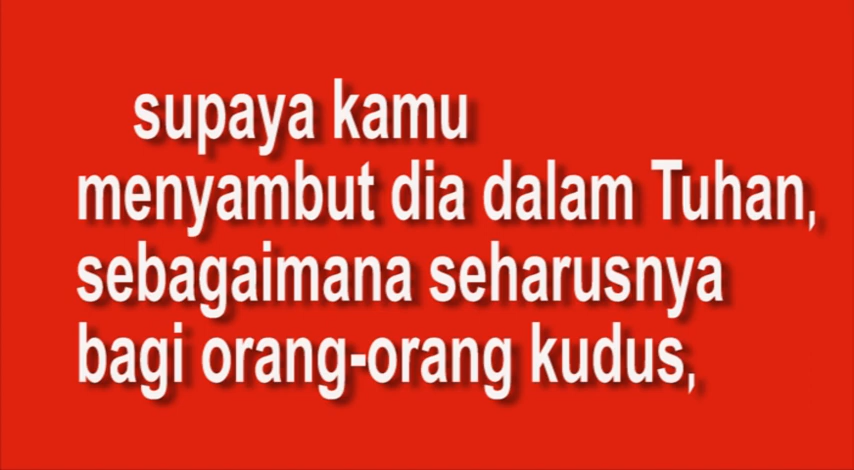 supaya kamu
menyambut dia dalam Tuhan,
sebagaimana seharusnya
bagi orang-orang kudus,